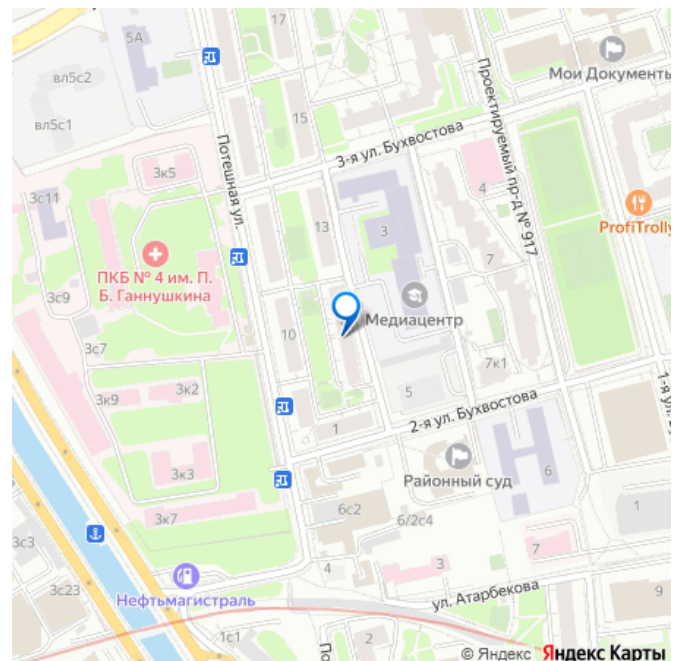 5А
17
Мои Документы
вл5с2
вл5с1
15
3-я ул. Бухвостова
Потешная ул.
Проектируемый пр-д № 917
3к5
4
3с11
13
3
ProfiTrolly
ПКБ № 4 им. П.
Б. Ганнушкина
7
3с9
10
Медиацентр
3с7
7к1
3к2
3к9
5
1
2-я ул. Бухвостова
1-я ул.
3к3
Районный суд
6
6с2
6/2с4
1
3к7
3с3
7
4
3
3с23
Нефтьмагистраль
ул. Атарбекова
9
1с1
2
© Яндекс Яндекс Карты